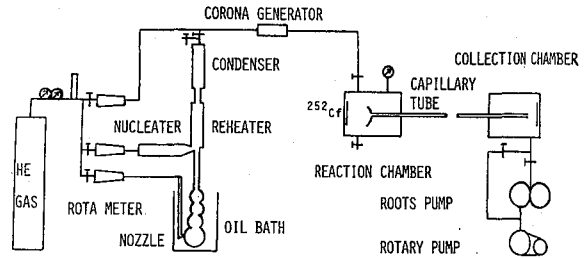 CORONA GENERATOR
CONDENSER
COLLECTION CHAMBER
CAPILLARY
TUBE
252Cf
NUCLEATER
REHEATER
HE
GAS
REACTION CHAMBER
ROTA METER
OIL BATH
ROOTS PUMP
NOZZLE
ROTARY PUMP